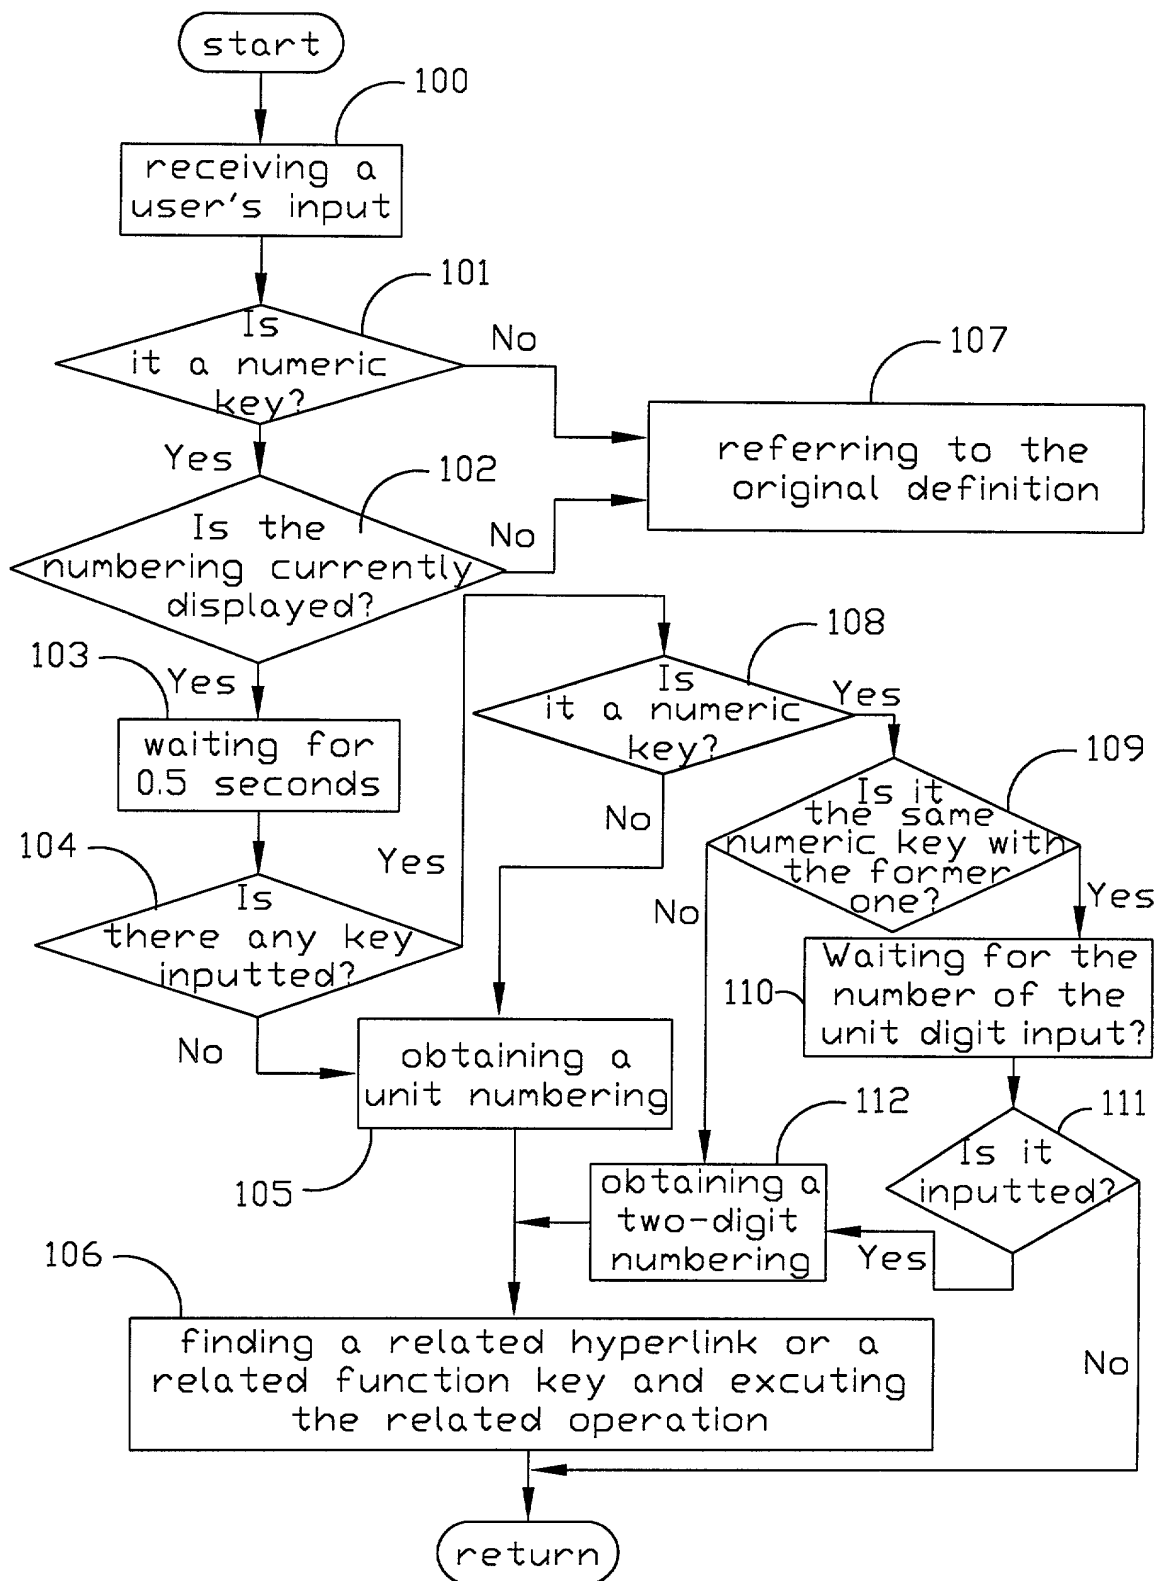 start
100
receiving a
user's input
101
Is
it a numeric
key?
No
Yes
107
referring to the
original definition
102
Is the
numbering currently
displayed?
No
Yes
103
waiting for
0.5 seconds
104
Is
there any key
inputted?
Yes
No
108
Is
it a numeric
key?
Yes
No
109
Is it
the same
numeric key with
the former
one?
No
Yes
110
Waiting for the
number of the
unit digit input?
obtaining a
unit numbering
105
111
Is it
inputted?
Yes
No
112
obtaining a
two-digit
numbering
106
finding a related hyperlink or a
related function key and excuting
the related operation
return